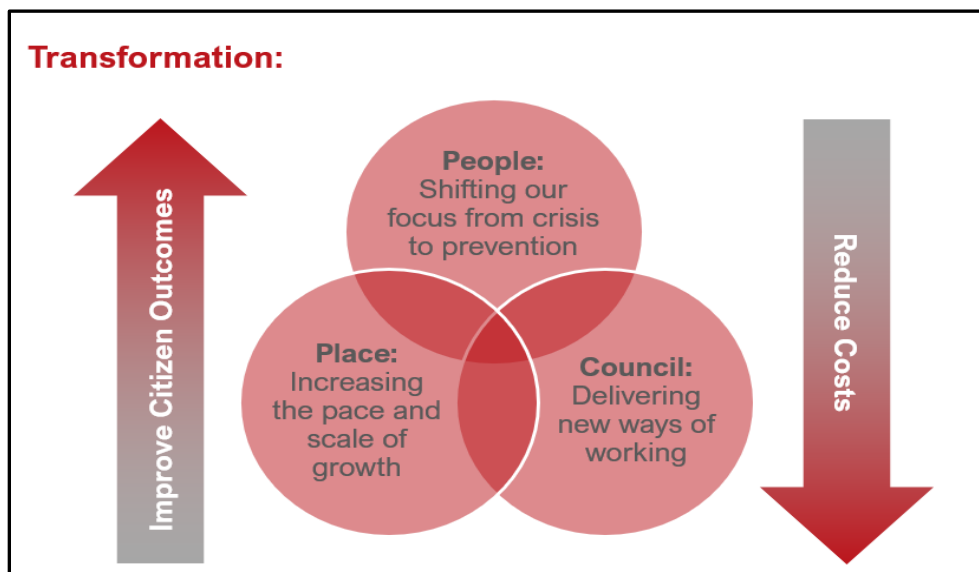 Transformation:
Improve Citizen Outcomes
People:
Shifting our
focus from crisis
to prevention
Place:
Increasing
the pace and
scale of
growth
Council:
Delivering
new ways of
working
Reduce Costs